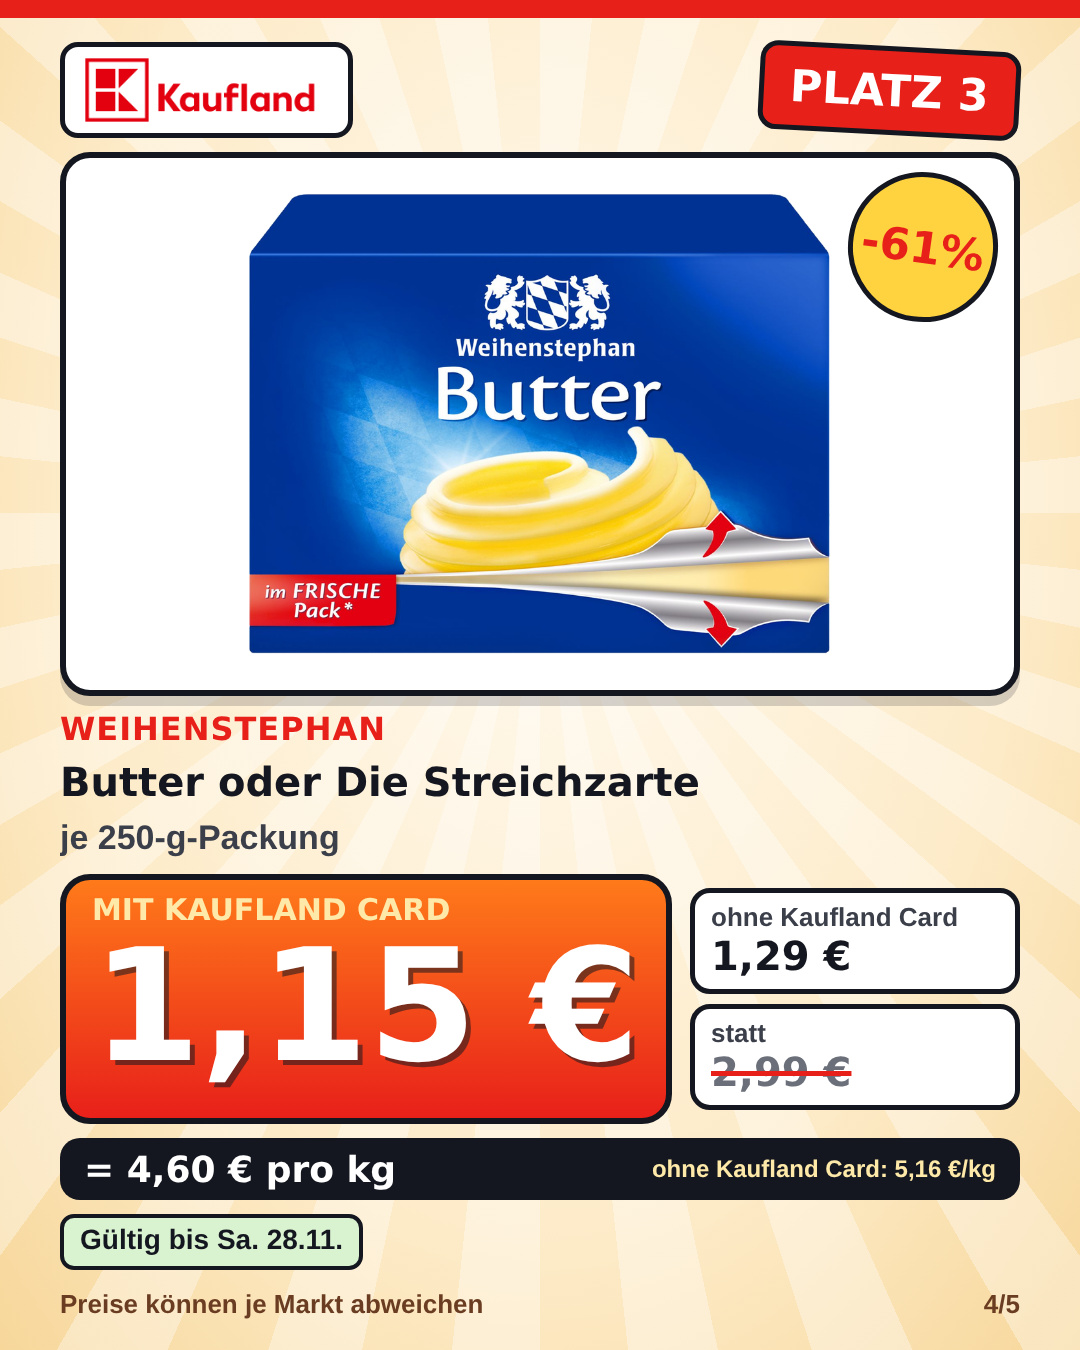 Kaufland
PLATZ 3
-61%
Weihenstephan
Butter
im FRISCHE
Pack*
WEIHENSTEPHAN
Butter oder Die Streichzarte
je 250-g-Packung
MIT KAUFLAND CARD
1,15 €
ohne Kaufland Card
1,29 €
statt
2,99 €
= 4,60 € pro kg
ohne Kaufland Card: 5,16 €/kg
Gültig bis Sa. 28.11.
Preise können je Markt abweichen
4/5